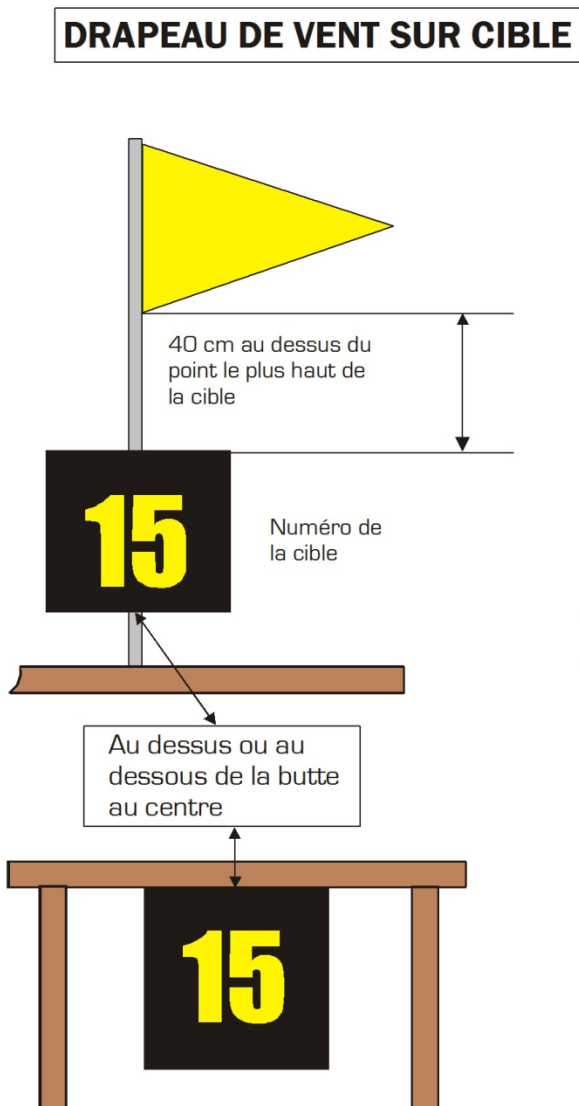 DRAPEAU DE VENT SUR CIBLE
40 cm au dessus du
point le plus haut de
la cible
15
Numéro de
la cible
Au dessus ou au
dessous de la butte
au centre
15